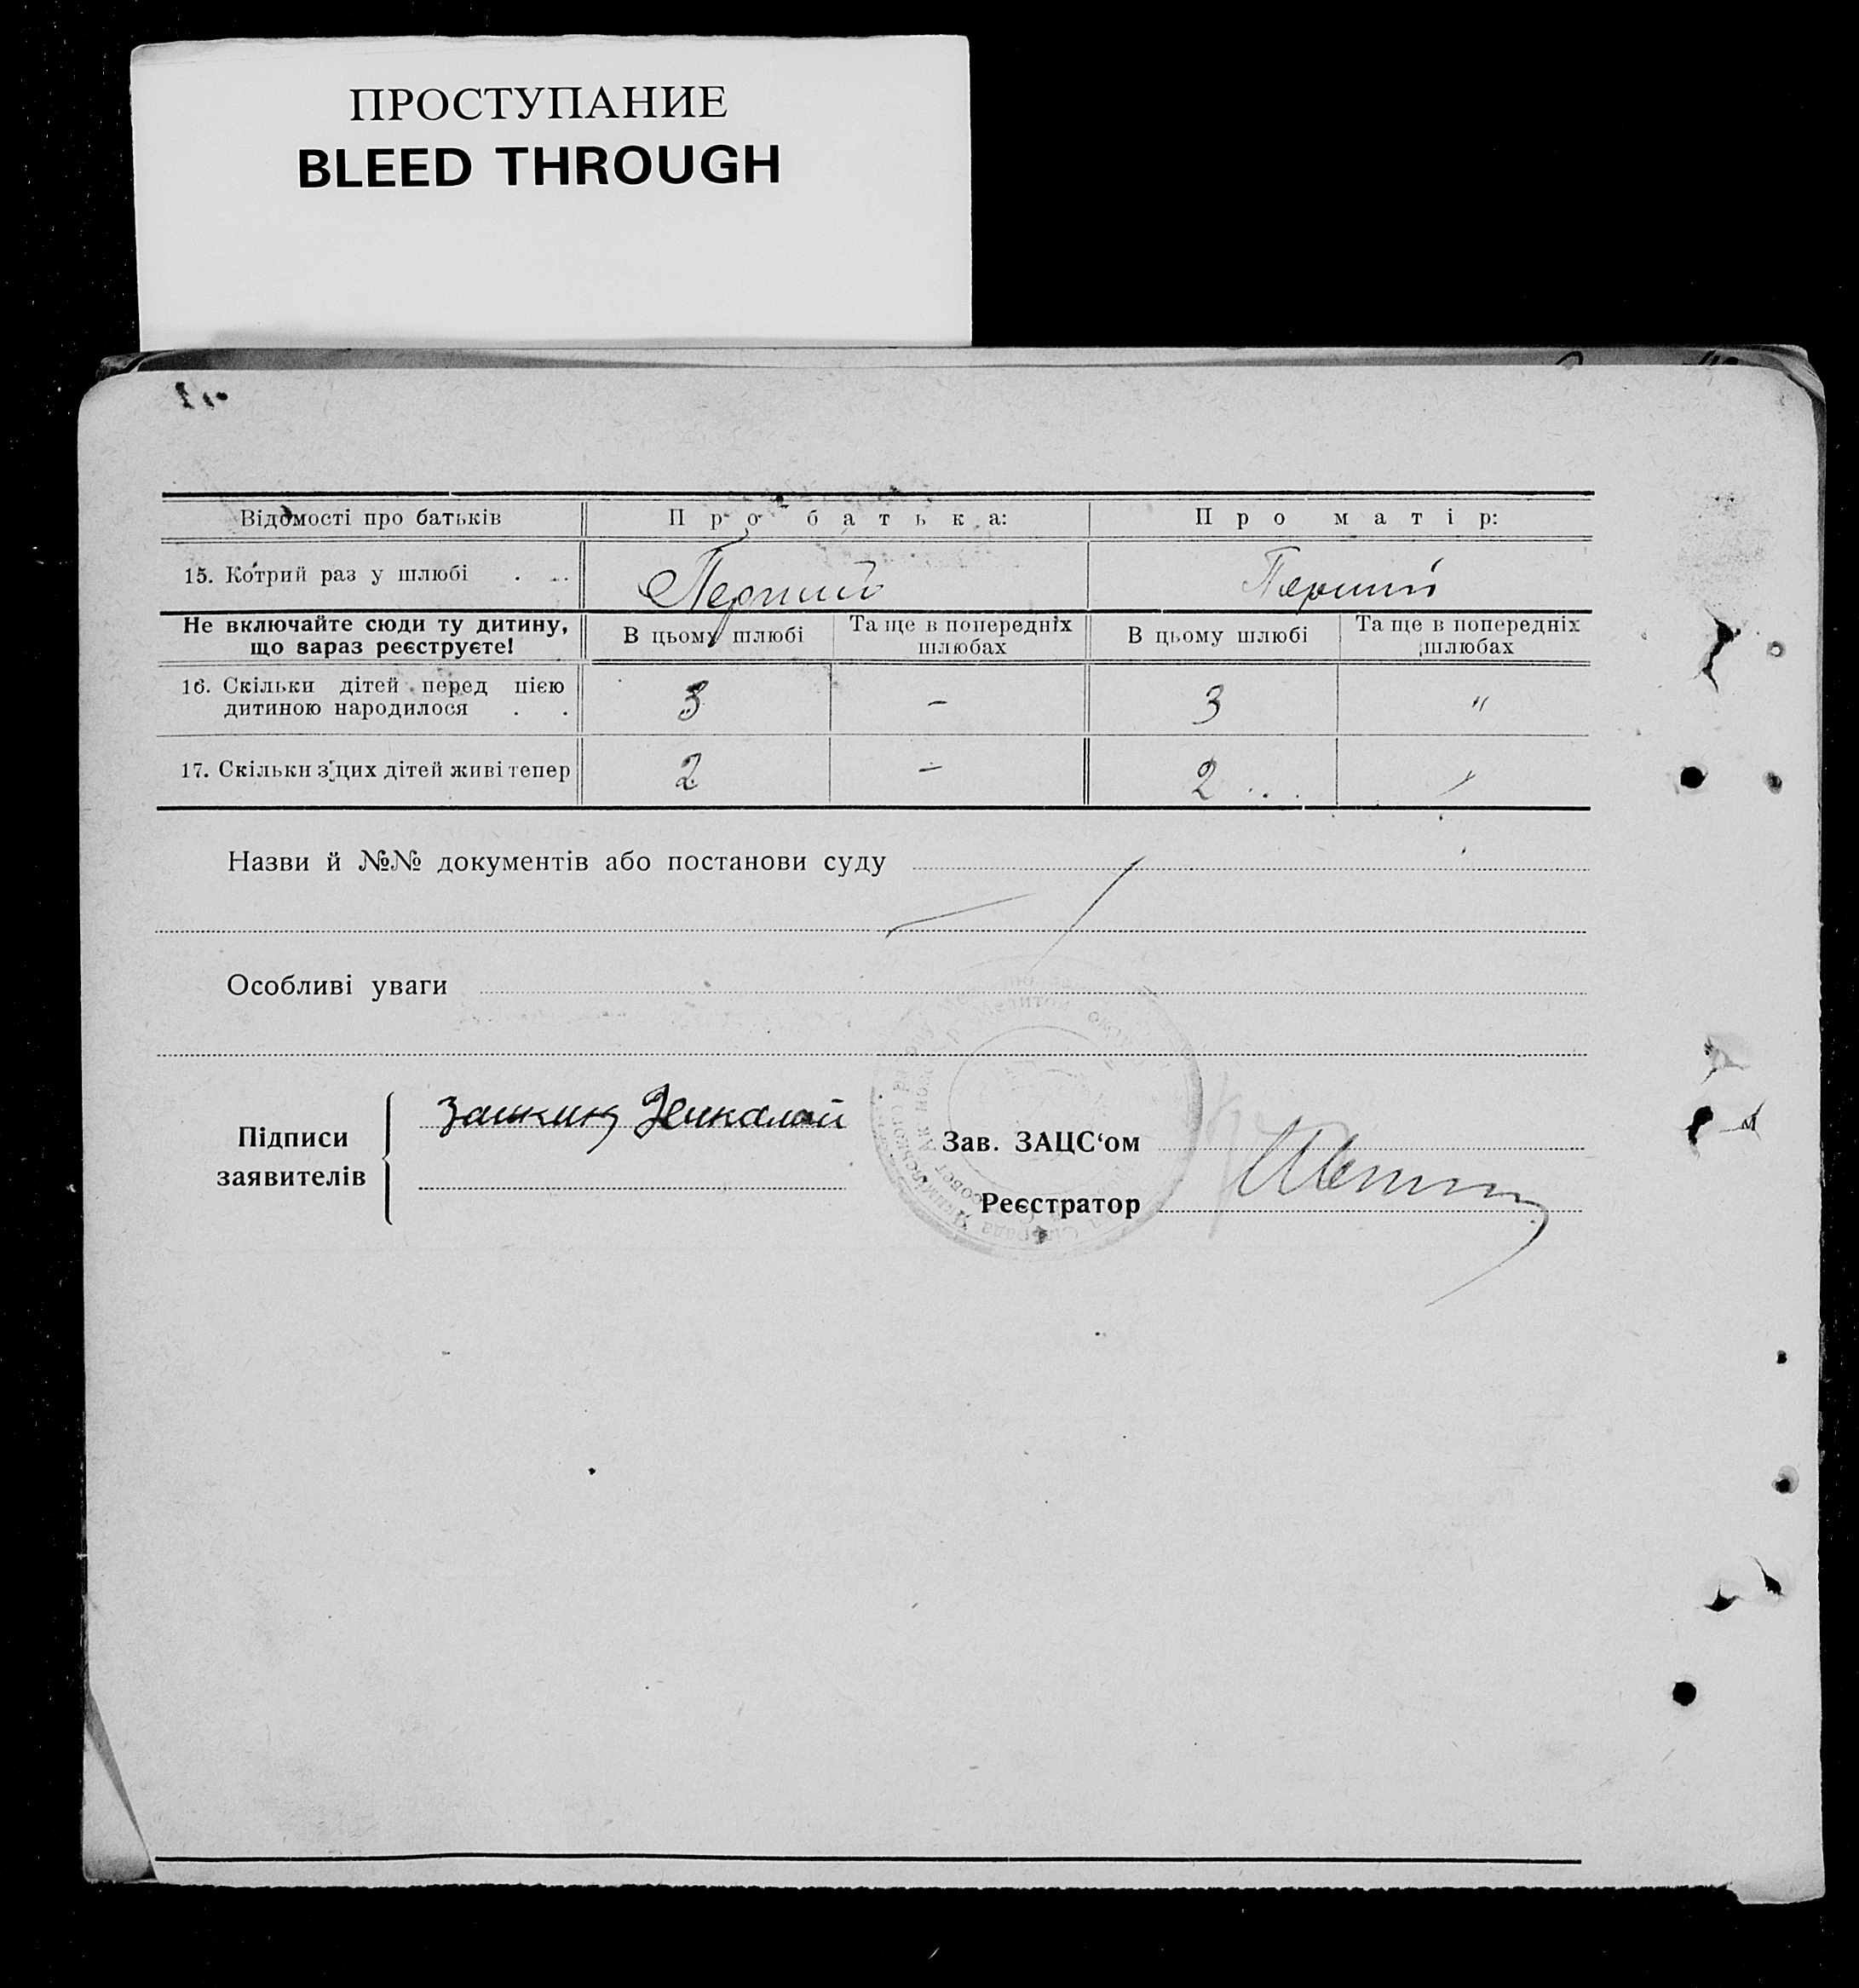 ПРОСТУПАНИЕ
BLEED THROUGH
Відомості про батьків Про батька: Про матір:
15. Котрий раз у шлюбі . . . Перший Перший
Не включайте сюди ту дитину, що зараз реєструєте! В цьому шлюбі Та ще в попередніх шлюбах В цьому шлюбі Та ще в попередніх шлюбах
16. Скільки дітей перед цією дитиною народилося . . 3 – 3 "
17. Скільки з цих дітей живі тепер 2 – 2
Назви й №№ документів або постанови суду
Особливі уваги
Підписи заявителів
Зав. ЗАЦС‘ом
Реєстратор